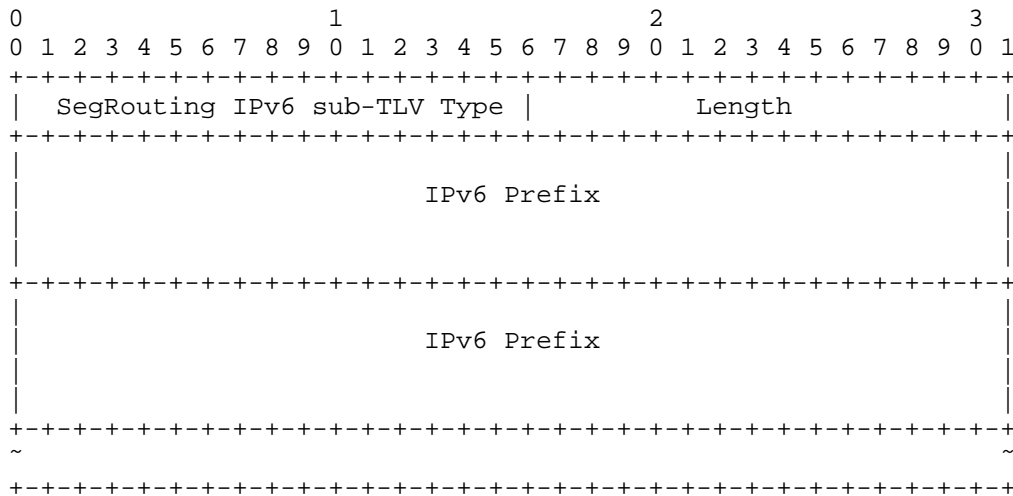 0                   1                   2                   3
0 1 2 3 4 5 6 7 8 9 0 1 2 3 4 5 6 7 8 9 0 1 2 3 4 5 6 7 8 9 0 1
+-+-+-+-+-+-+-+-+-+-+-+-+-+-+-+-+-+-+-+-+-+-+-+-+-+-+-+-+-+-+-+
|  SegRouting IPv6 sub-TLV Type |          Length             |
+-+-+-+-+-+-+-+-+-+-+-+-+-+-+-+-+-+-+-+-+-+-+-+-+-+-+-+-+-+-+-+
|                                                             |
|                         IPv6 Prefix                         |
|                                                             |
|                                                             |
+-+-+-+-+-+-+-+-+-+-+-+-+-+-+-+-+-+-+-+-+-+-+-+-+-+-+-+-+-+-+-+
|                                                             |
|                         IPv6 Prefix                         |
|                                                             |
|                                                             |
+-+-+-+-+-+-+-+-+-+-+-+-+-+-+-+-+-+-+-+-+-+-+-+-+-+-+-+-+-+-+-+
~                                                             ~
+-+-+-+-+-+-+-+-+-+-+-+-+-+-+-+-+-+-+-+-+-+-+-+-+-+-+-+-+-+-+-+